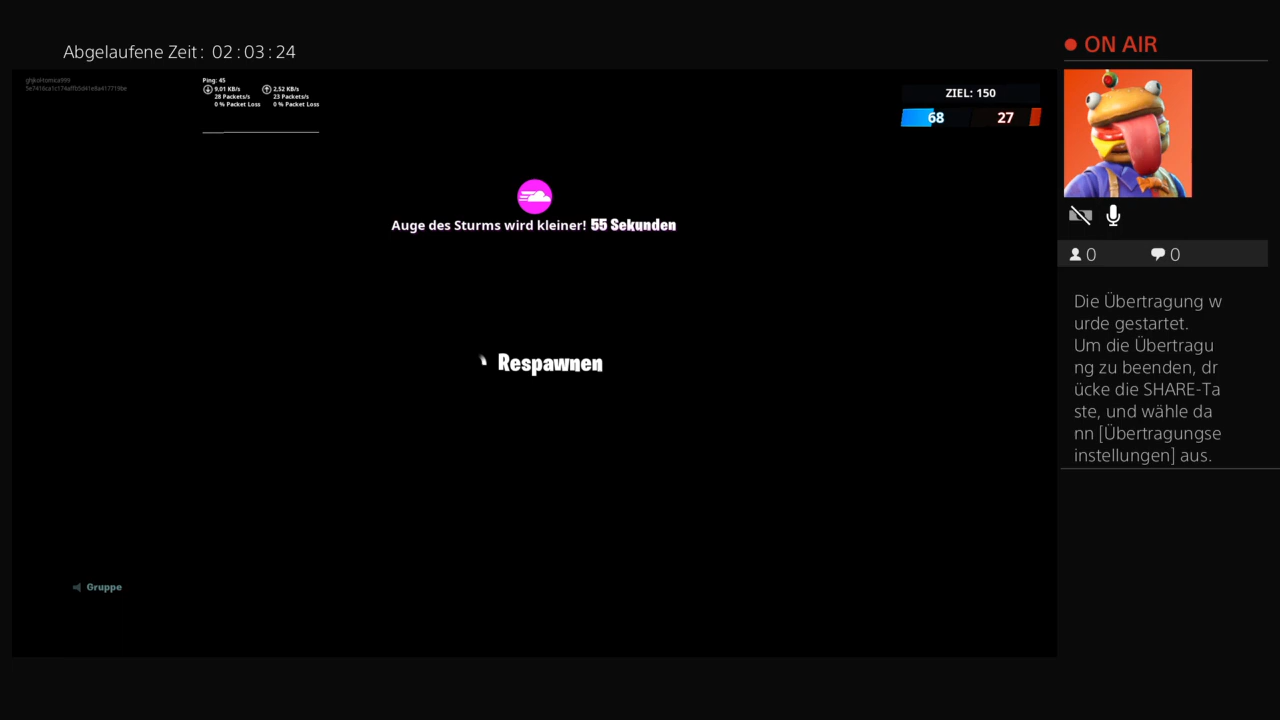 Abgelaufene Zeit: 02:03:24
ON AIR
Ping: 45
9,01 KB/s 2,52 KB/s
28 Packets/s 23 Packets/s
0 % Packet Loss 0 % Packet Loss
ZIEL: 150
68 27
Auge des Sturms wird kleiner! 55 Sekunden
0 0
Die Übertragung w
urde gestartet.
Um die Übertragu
ng zu beenden, dr
ücke die SHARE-Ta
ste, und wähle da
nn [Übertragungse
instellungen] aus.
Respawnen
Gruppe